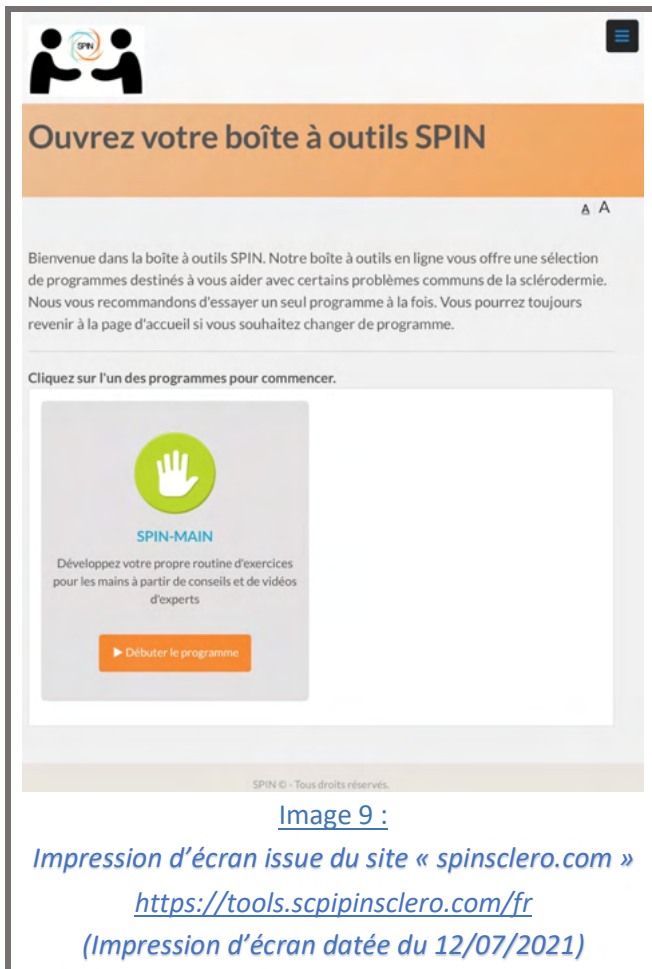 SPIN
Ouvrez votre boîte à outils SPIN
A A
Bienvenue dans la boîte à outils SPIN. Notre boîte à outils en ligne vous offre une sélection
de programmes destinés à vous aider avec certains problèmes communs de la sclérodermie.
Nous vous recommandons d'essayer un seul programme à la fois. Vous pourrez toujours
revenir à la page d'accueil si vous souhaitez changer de programme.
Cliquez sur l'un des programmes pour commencer.
SPIN-MAIN
Développez votre propre routine d'exercices
pour les mains à partir de conseils et de vidéos
d'experts
Débuter le programme
SPIN © - Tous droits réservés.
Image 9 :
Impression d'écran issue du site « spinsclero.com »
https://tools.scpipinsclero.com/fr
(Impression d'écran datée du 12/07/2021)